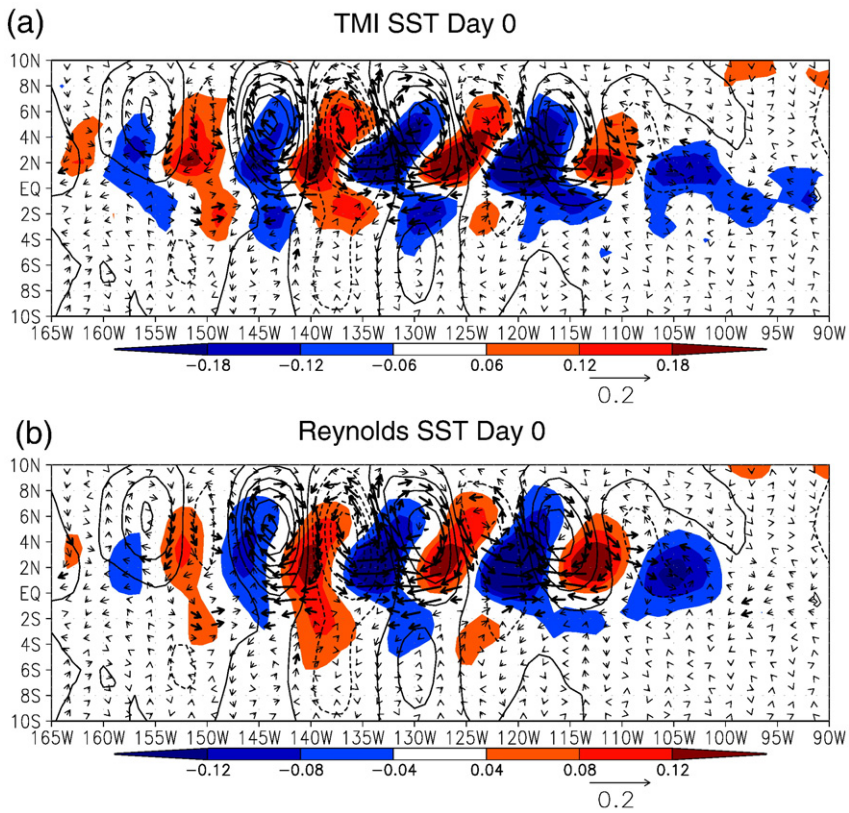 (a)
TMI SST Day 0
10N
8N
6N
4N
2N
EQ
2S
4S
6S
8S
10S
165W 160W 155W 150W 145W 140W 135W 130W 125W 120W 115W 110W 105W 100W 95W 90W
−0.18 −0.12 −0.06 0.06 0.12 0.18
0.2
(b)
Reynolds SST Day 0
10N
8N
6N
4N
2N
EQ
2S
4S
6S
8S
10S
165W 160W 155W 150W 145W 140W 135W 130W 125W 120W 115W 110W 105W 100W 95W 90W
−0.12 −0.08 −0.04 0.04 0.08 0.12
0.2